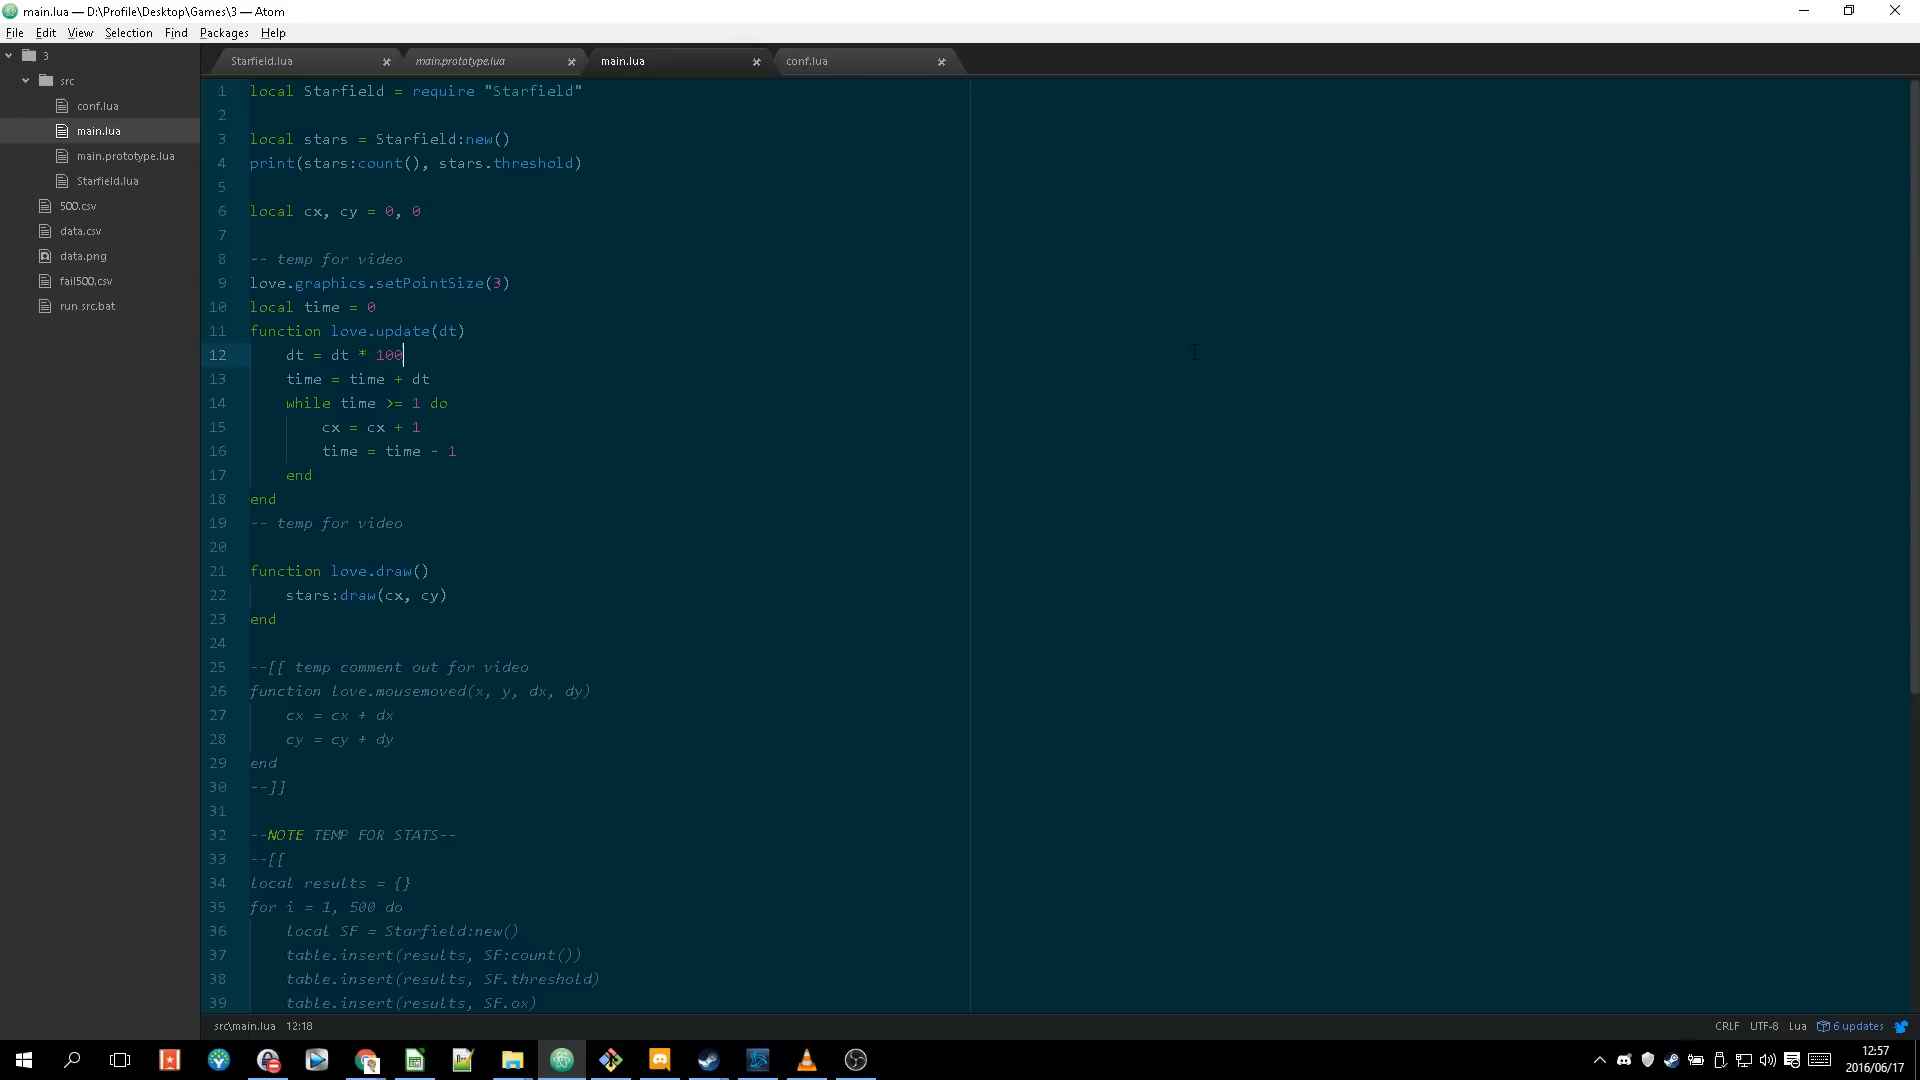 main.lua — D:\Profile\Desktop\Games\3 — Atom
File Edit View Selection Find Packages Help
3
src
conf.lua
main.lua
main.prototype.lua
Starfield.lua
500.csv
data.csv
data.png
fail500.csv
run src.bat
Starfield.lua main.prototype.lua main.lua conf.lua
1 local Starfield = require "Starfield"
2
3 local stars = Starfield:new()
4 print(stars:count(), stars.threshold)
5
6 local cx, cy = 0, 0
7
8 -- temp for video
9 love.graphics.setPointSize(3)
10 local time = 0
11 function love.update(dt)
12 dt = dt * 100
13 time = time + dt
14 while time >= 1 do
15 cx = cx + 1
16 time = time - 1
17 end
18 end
19 -- temp for video
20
21 function love.draw()
22 stars:draw(cx, cy)
23 end
24
25 --[[ temp comment out for video
26 function love.mousemoved(x, y, dx, dy)
27 cx = cx + dx
28 cy = cy + dy
29 end
30 --]]
31
32 --NOTE TEMP FOR STATS--
33 --[[
34 local results = {}
35 for i = 1, 500 do
36 local SF = Starfield:new()
37 table.insert(results, SF:count())
38 table.insert(results, SF.threshold)
39 table.insert(results, SF.ox)
src\main.lua 12:18
CRLF UTF-8 Lua 6 updates
12:57
2016/06/17